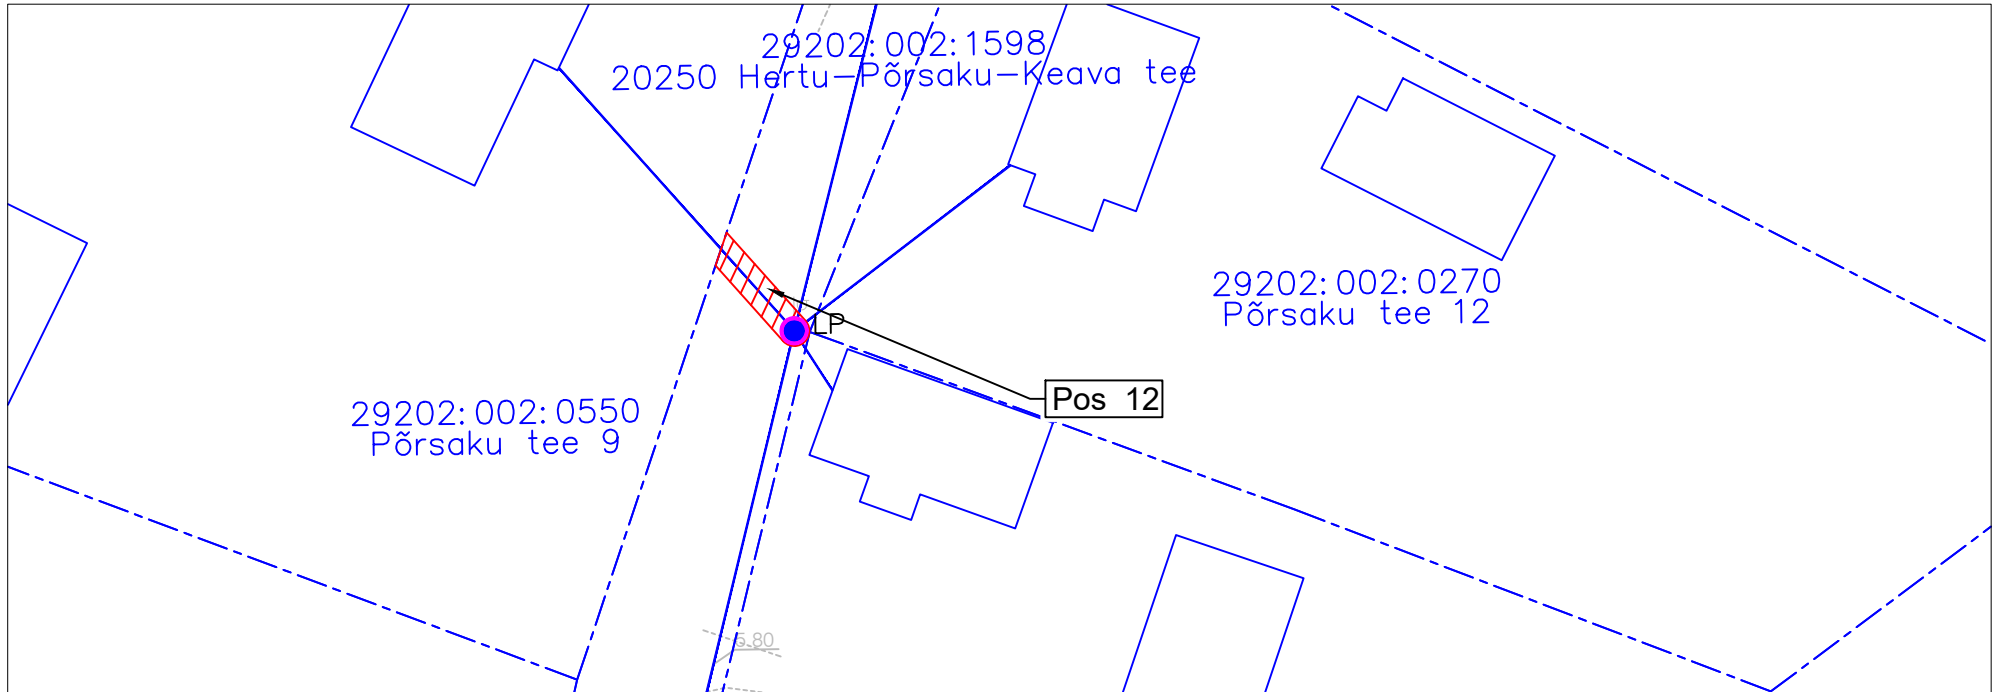 29202:002:1598
20250 Hertu-Põrsaku-Keava tee
29202:002:0270
Põrsaku tee 12
LP
Pos 12
29202:002:0550
Põrsaku tee 9
5.80